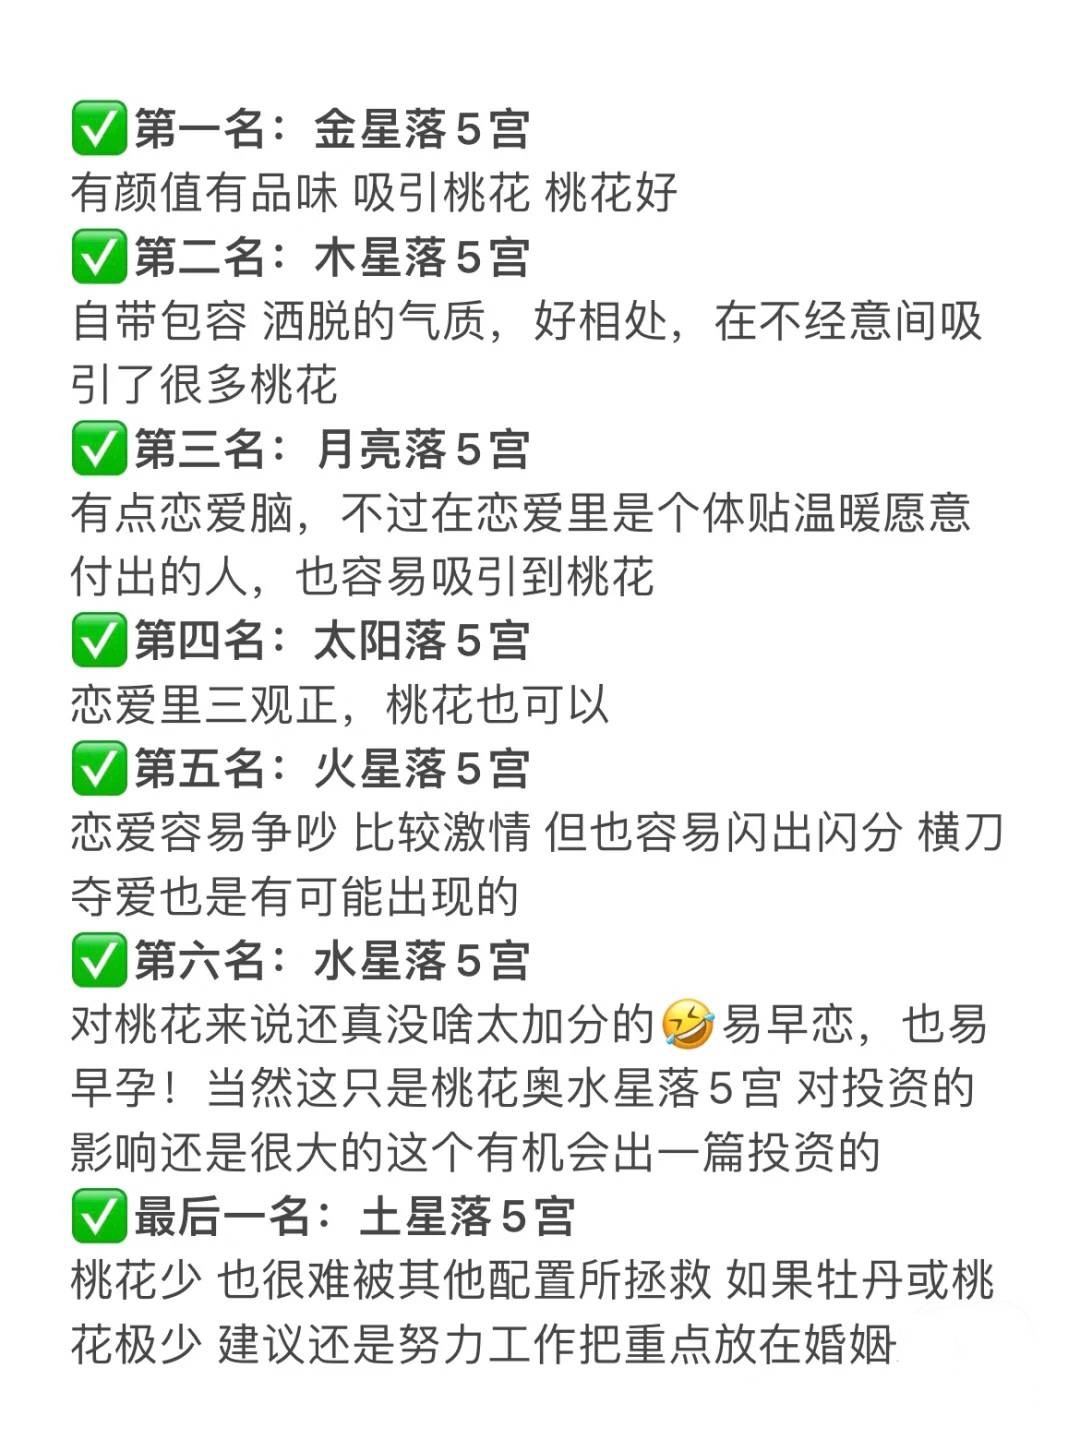 ✅第一名：金星落5宫
有颜值有品味 吸引桃花 桃花好
✅第二名：木星落5宫
自带包容 洒脱的气质，好相处，在不经意间吸
引了很多桃花
✅第三名：月亮落5宫
有点恋爱脑，不过在恋爱里是个体贴温暖愿意
付出的人，也容易吸引到桃花
✅第四名：太阳落5宫
恋爱里三观正，桃花也可以
✅第五名：火星落5宫
恋爱容易争吵 比较激情 但也容易闪出闪分 横刀
夺爱也是有可能出现的
✅第六名：水星落5宫
对桃花来说还真没啥太加分的🤣易早恋，也易
早孕！当然这只是桃花奥水星落5宫 对投资的
影响还是很大的这个有机会出一篇投资的
✅最后一名：土星落5宫
桃花少 也很难被其他配置所拯救 如果牡丹或桃
花极少 建议还是努力工作把重点放在婚姻